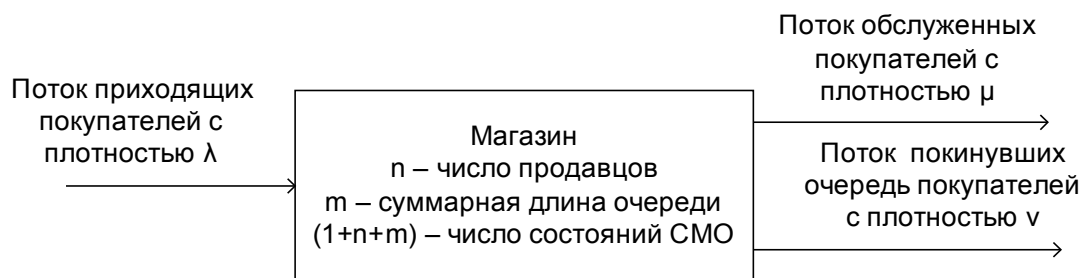 Поток приходящих
покупателей с
плотностью λ
Магазин
n – число продавцов
m – суммарная длина очереди
(1+n+m) – число состояний СМО
Поток обслуженных
покупателей с
плотностью μ
Поток покинувших
очередь покупателей
с плотностью ν